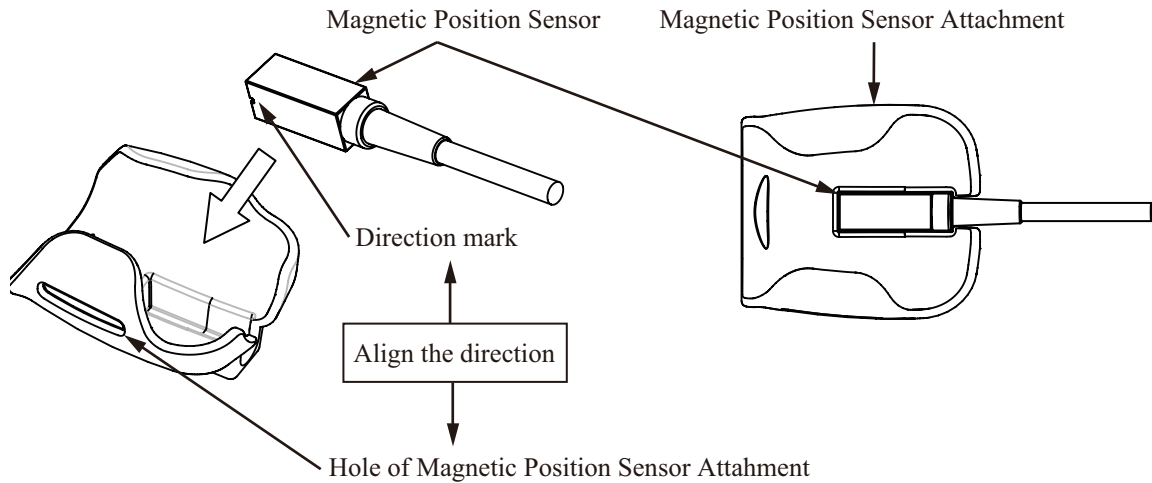 Magnetic Position Sensor
Magnetic Position Sensor Attachment
Direction mark
Align the direction
Hole of Magnetic Position Sensor Attahment